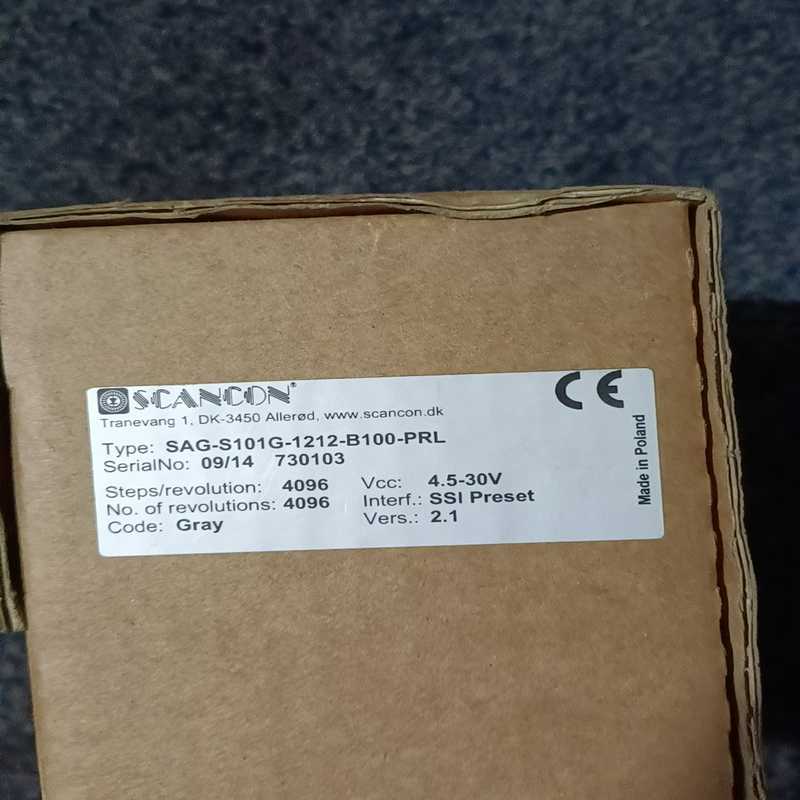 SCANCON®
Tranevang 1, DK-3450 Allerød, www.scancon.dk
Type: SAG-S101G-1212-B100-PRL
SerialNo: 09/14 730103
Steps/revolution: 4096 Vcc: 4.5-30V
No. of revolutions: 4096 Interf.: SSI Preset
Code: Gray Vers.: 2.1
CE
Made in Poland